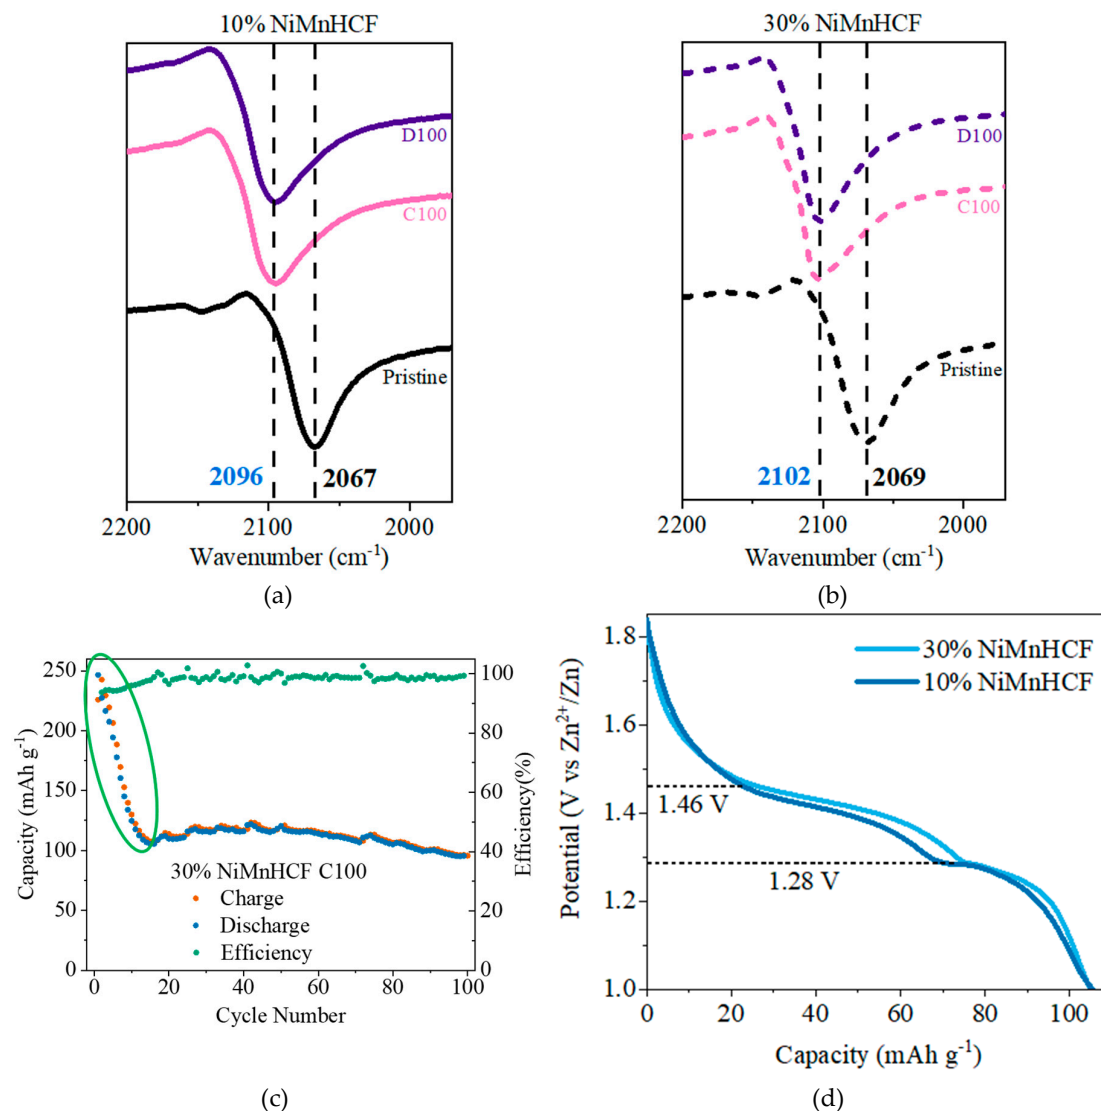 10% NiMnHCF
D100
C100
Pristine
2096
2067
2200
2100
2000
Wavenumber (cm⁻¹)
(a)
30% NiMnHCF
D100
C100
Pristine
2102
2069
2200
2100
2000
Wavenumber (cm⁻¹)
(b)
250
200
150
100
50
0
Capacity (mAh g⁻¹)
100
80
60
40
20
0
Efficiency(%)
30% NiMnHCF C100
Charge
Discharge
Efficiency
0
20
40
60
80
100
Cycle Number
(c)
1.8
1.6
1.4
1.2
1.0
Potential (V vs Zn²⁺/Zn)
30% NiMnHCF
10% NiMnHCF
1.46 V
1.28 V
0
20
40
60
80
100
Capacity (mAh g⁻¹)
(d)